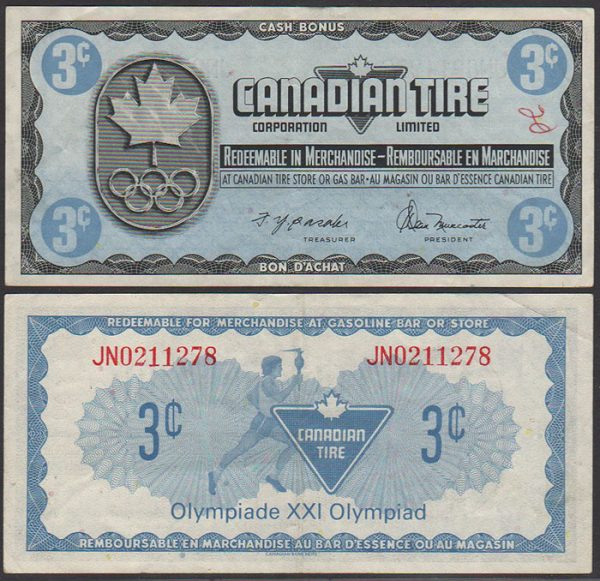 CASH BONUS
3¢ 3¢
CANADIAN TIRE
CORPORATION LIMITED
REDEEMABLE IN MERCHANDISE – REMBOURSABLE EN MARCHANDISE
AT CANADIAN TIRE STORE OR GAS BAR • AU MAGASIN OU BAR D'ESSENCE CANADIAN TIRE
3¢ 3¢
TREASURER PRESIDENT
BON D'ACHAT
REDEEMABLE FOR MERCHANDISE AT GASOLINE BAR OR STORE
JN0211278 JN0211278
3¢ 3¢
CANADIAN
TIRE
Olympiade XXI Olympiad
REMBOURSABLE EN MARCHANDISE AU BAR D'ESSENCE OU AU MAGASIN